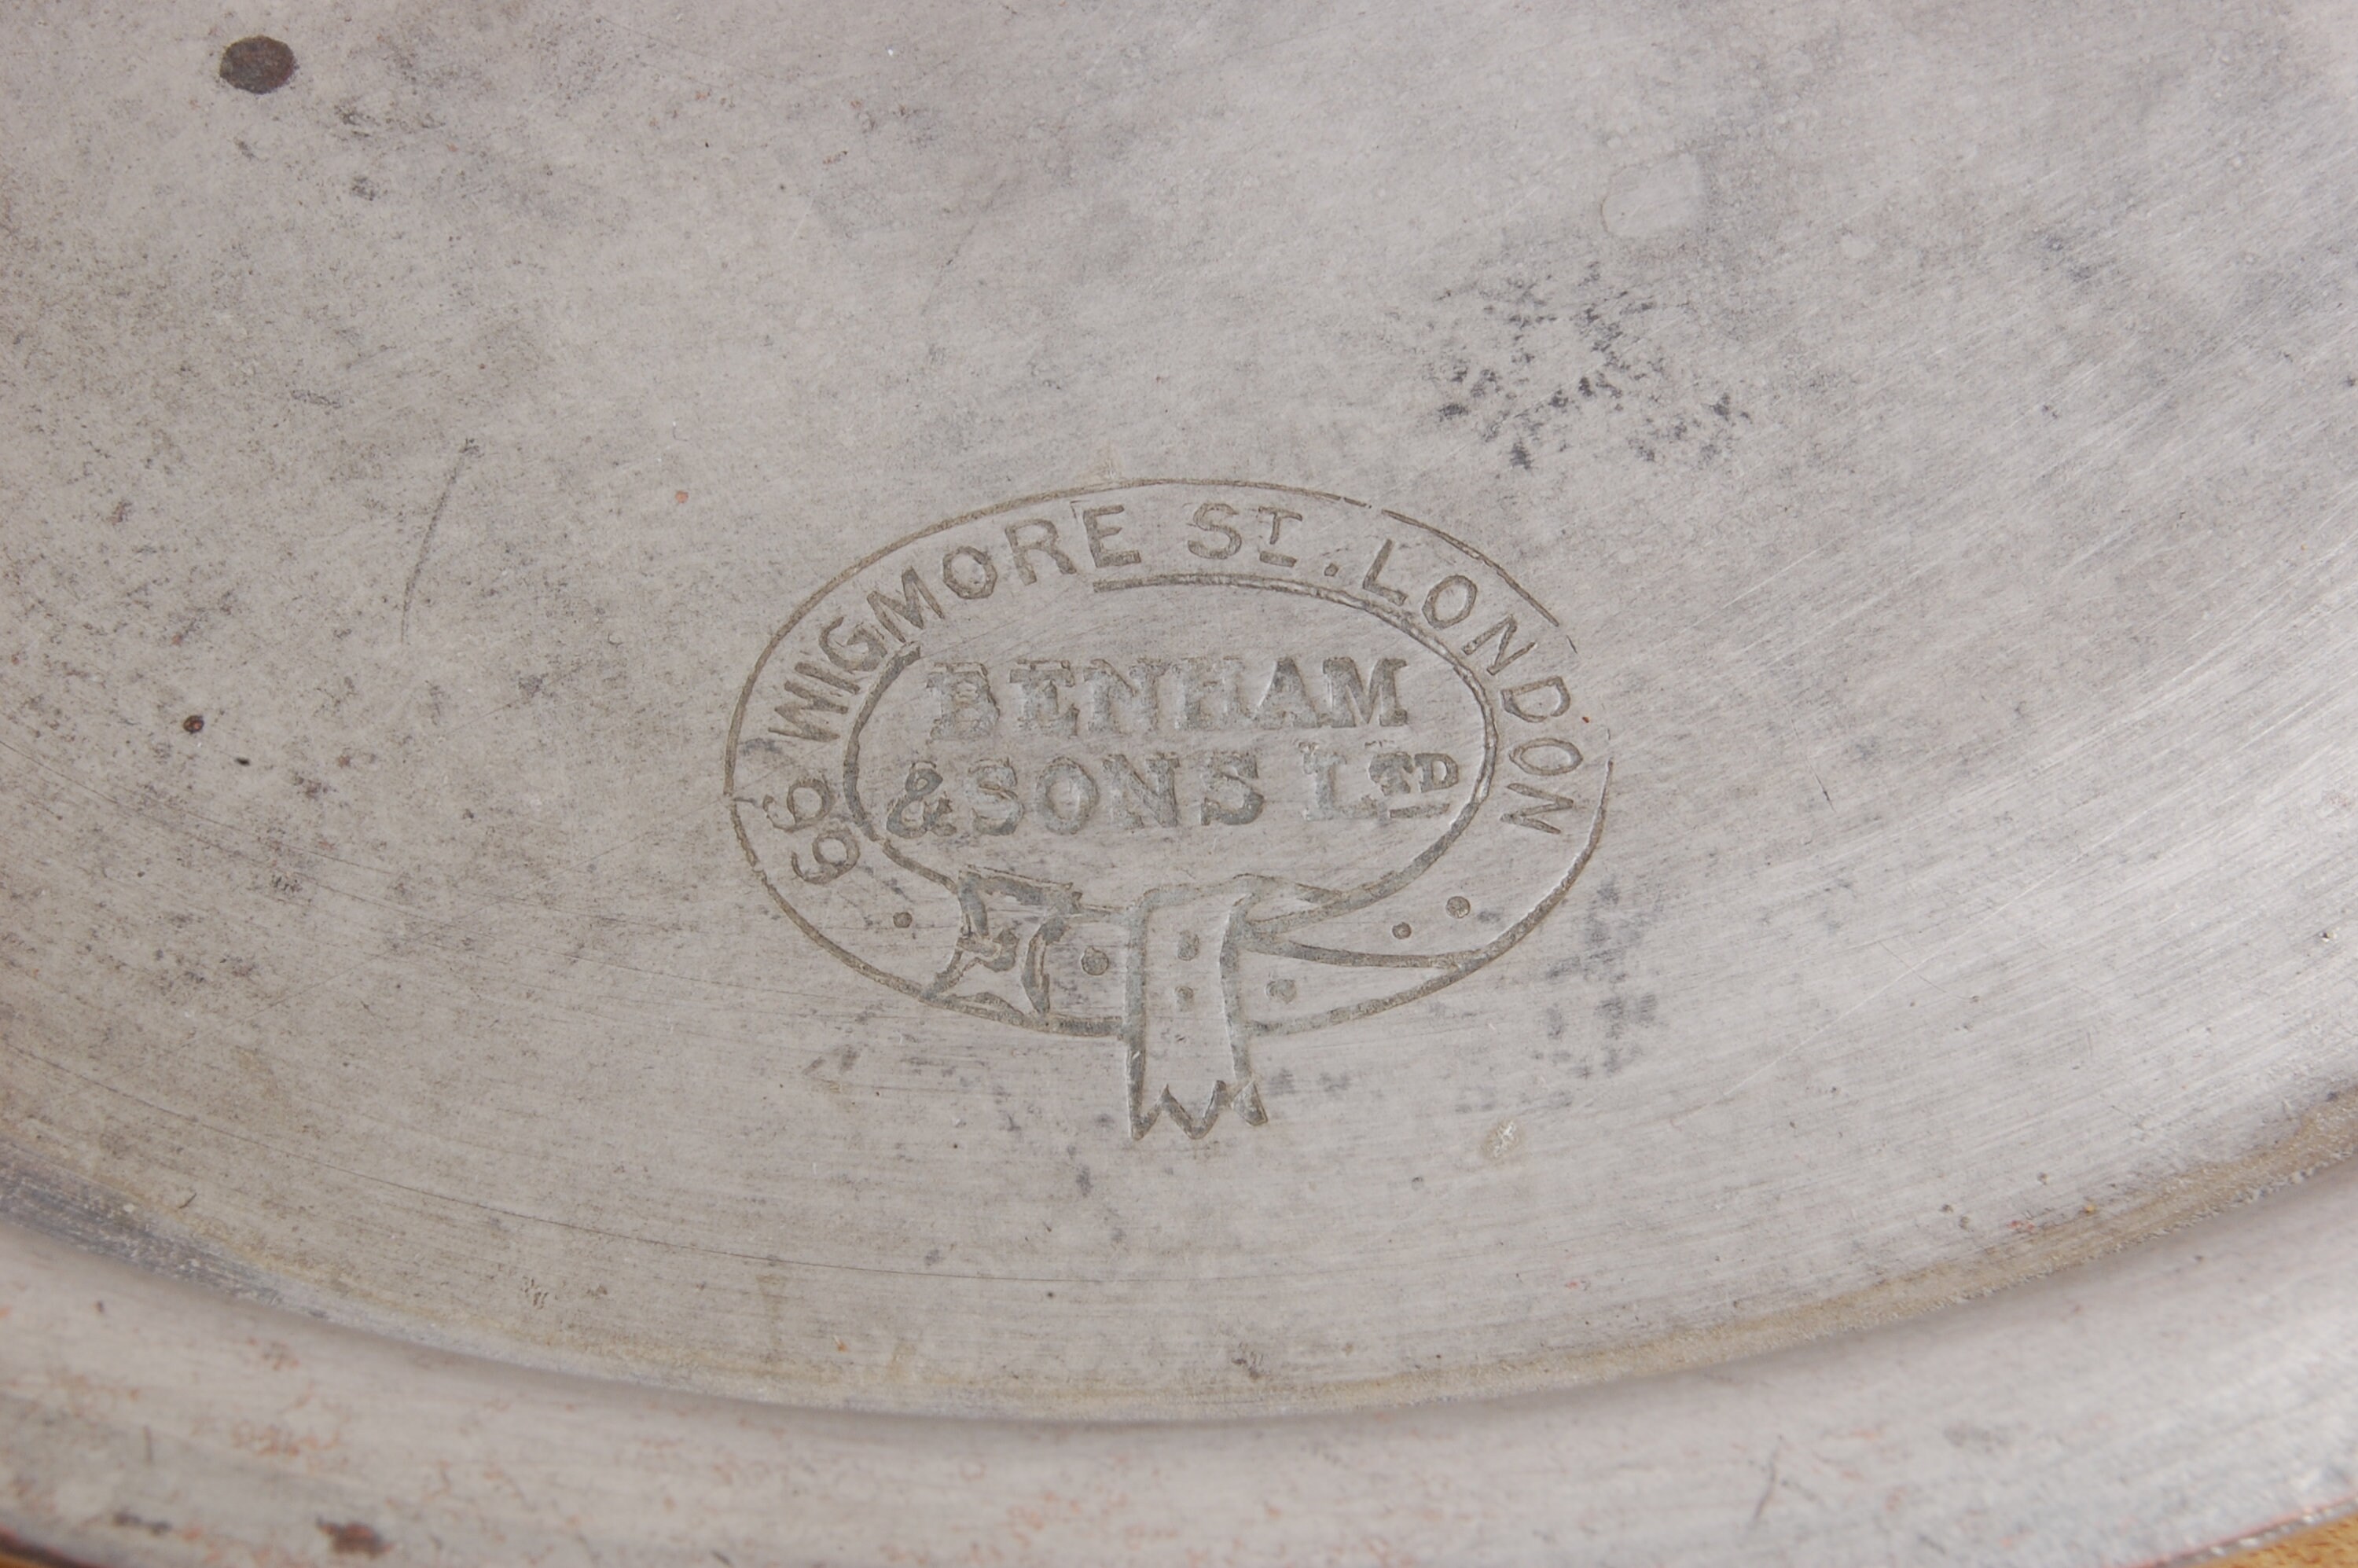 66 WIGMORE ST. LONDON
BENHAM
& SONS LTD